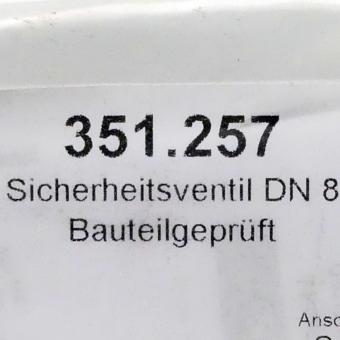 351.257
Sicherheitsventil DN 8
Bauteilgeprüft